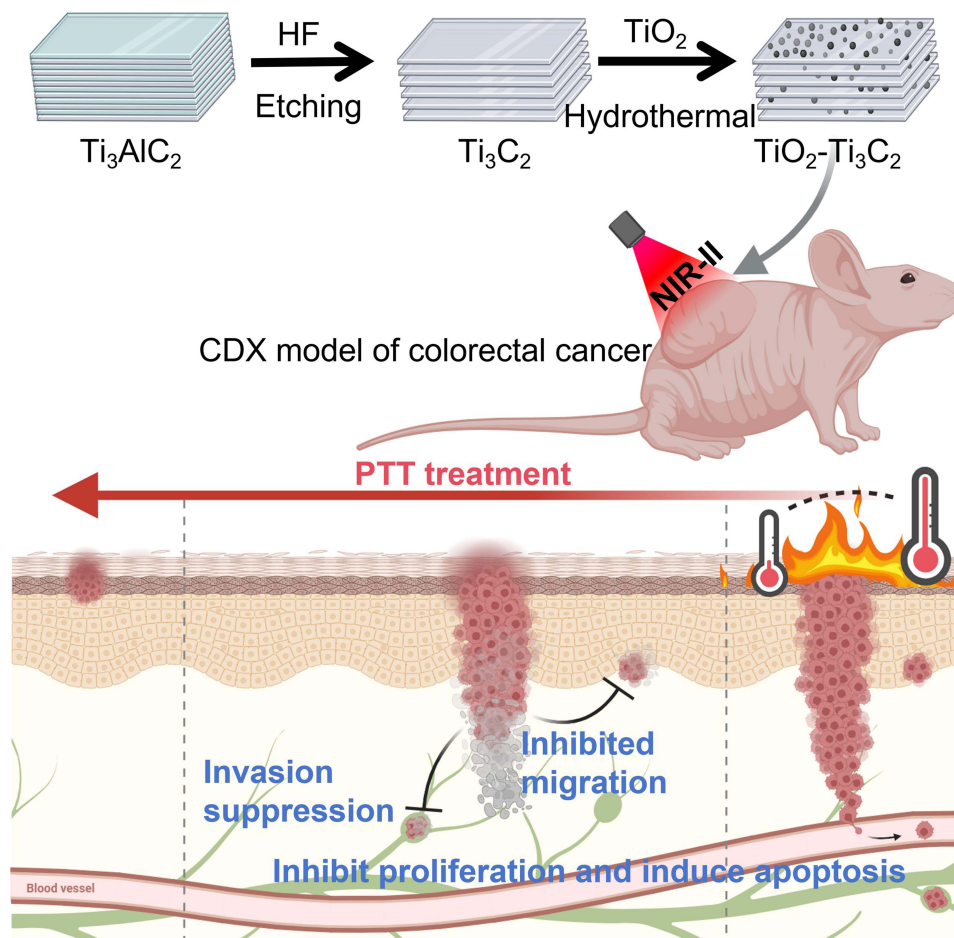 HF
Etching
TiO₂
Hydrothermal
Ti₃AlC₂
Ti₃C₂
TiO₂-Ti₃C₂
NIR-II
CDX model of colorectal cancer
PTT treatment
Inhibited
migration
Invasion
suppression
Inhibit proliferation and induce apoptosis
Blood vessel